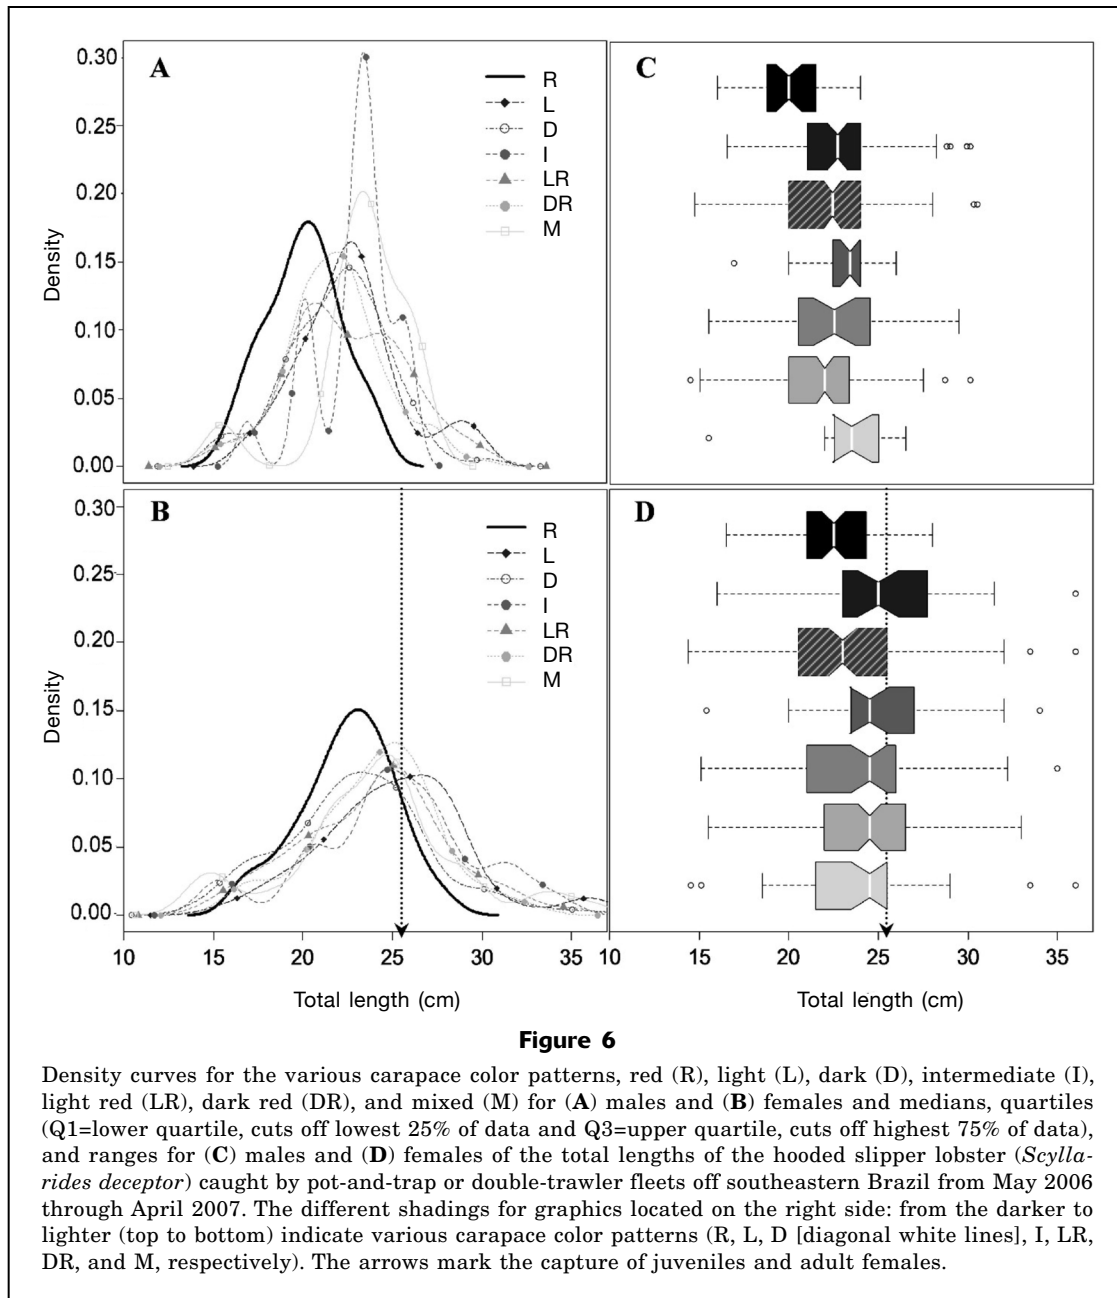 A
0.30
0.25
0.20
0.15
0.10
0.05
0.00
Density
R
L
D
I
LR
DR
M
C
B
0.30
0.25
0.20
0.15
0.10
0.05
0.00
Density
R
L
D
I
LR
DR
M
D
10 15 20 25 30 35 10
15 20 25 30 35
Total length (cm)
Total length (cm)
Figure 6
Density curves for the various carapace color patterns, red (R), light (L), dark (D), intermediate (I),
light red (LR), dark red (DR), and mixed (M) for (A) males and (B) females and medians, quartiles
(Q1=lower quartile, cuts off lowest 25% of data and Q3=upper quartile, cuts off highest 75% of data),
and ranges for (C) males and (D) females of the total lengths of the hooded slipper lobster (Scylla-
rides deceptor) caught by pot-and-trap or double-trawler fleets off southeastern Brazil from May 2006
through April 2007. The different shadings for graphics located on the right side: from the darker to
lighter (top to bottom) indicate various carapace color patterns (R, L, D [diagonal white lines], I, LR,
DR, and M, respectively). The arrows mark the capture of juveniles and adult females.